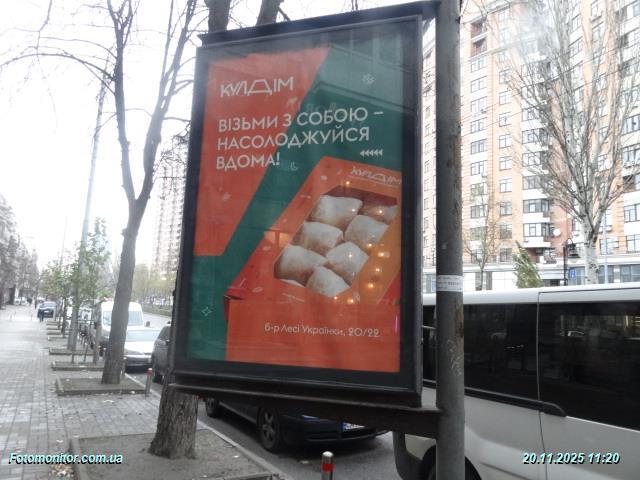 КУЛДІМ
ВІЗЬМИ З СОБОЮ –
НАСОЛОДЖУЙСЯ
ВДОМА!
КУЛДІМ
б-р Лесі Українки, 20/22
Fotomonitor.com.ua
20.11.2025 11:20